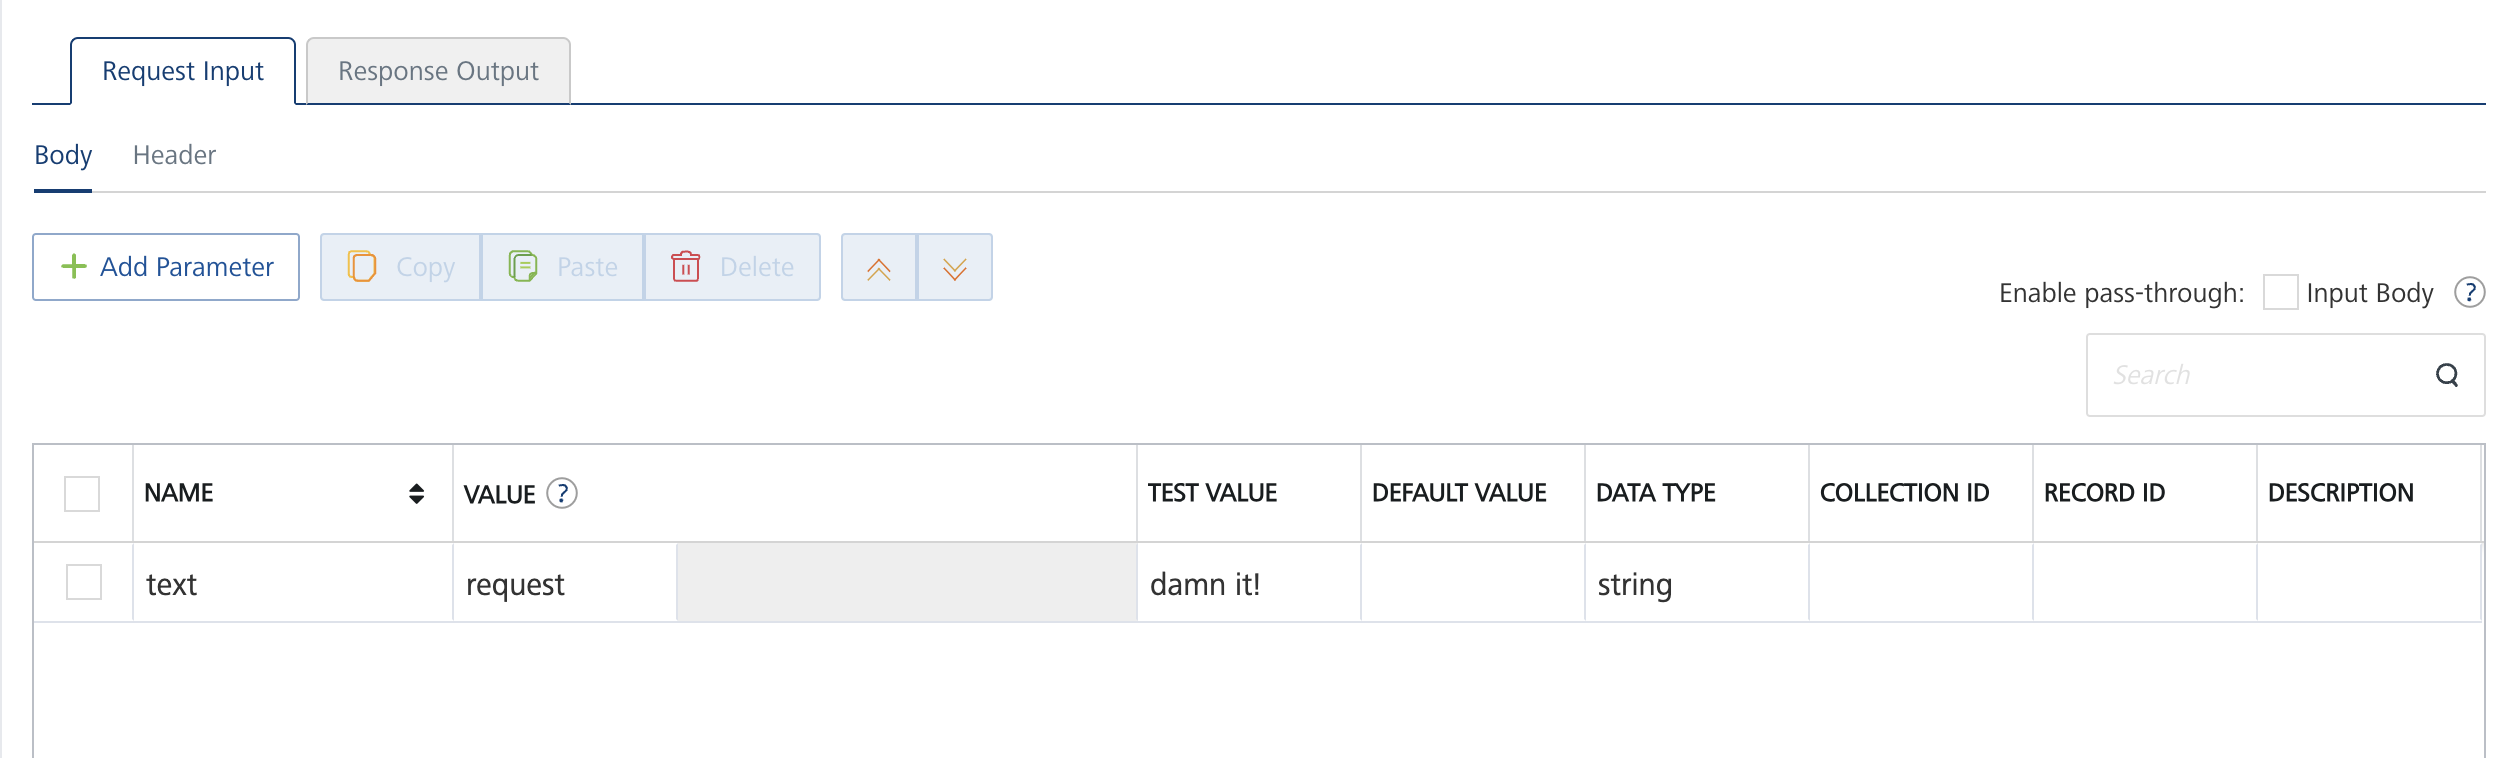 Request Input Response Output
Body Header
Add Parameter Copy Paste Delete
Enable pass-through: Input Body ?
Search
NAME VALUE ? TEST VALUE DEFAULT VALUE DATA TYPE COLLECTION ID RECORD ID DESCRIPTION
text request damn it! string